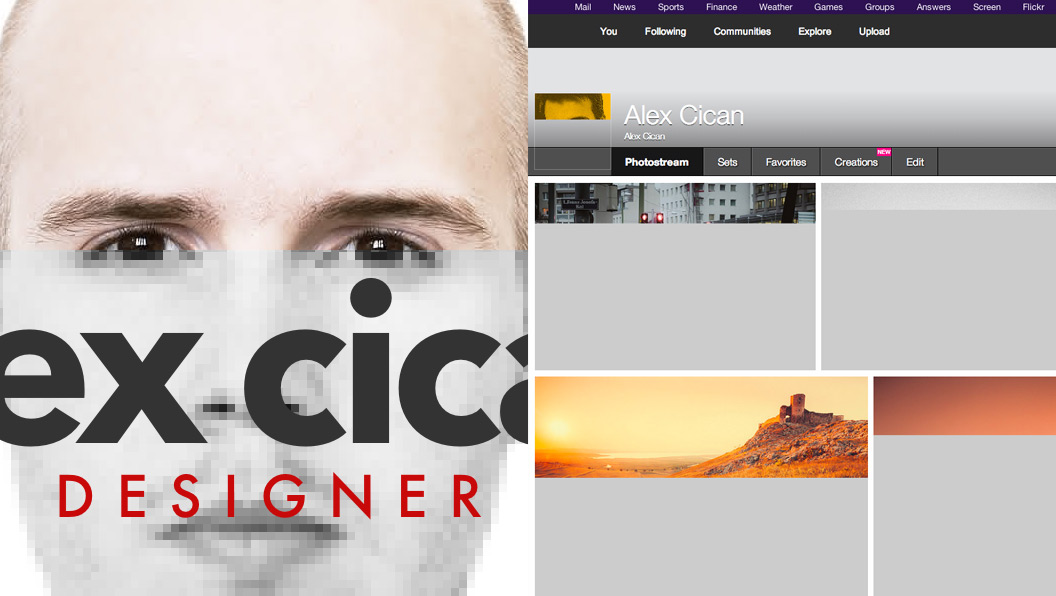 ex cica
DESIGNER
Mail News Sports Finance Weather Games Groups Answers Screen Flickr
You Following Communities Explore Upload
Alex Cican
Alex Cican
NEW
Photostream Sets Favorites Creations Edit